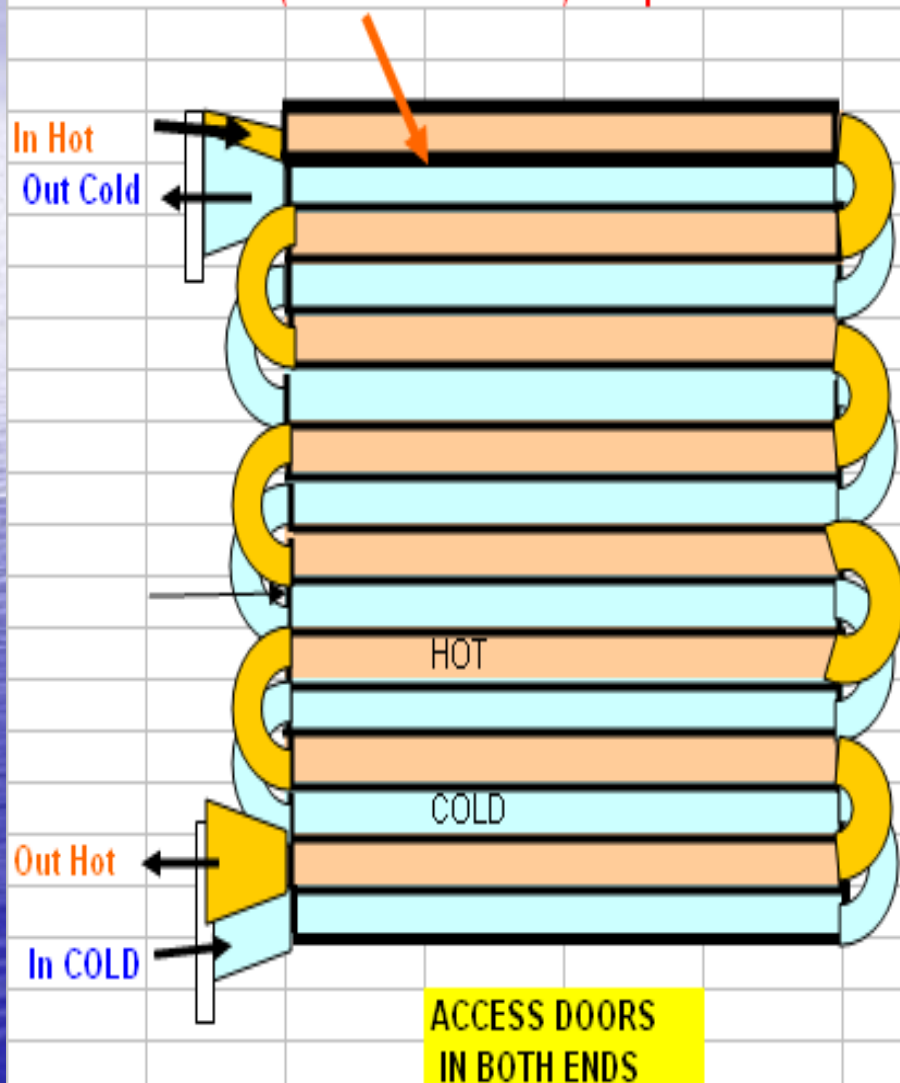 In Hot
Out Cold
HOT
COLD
Out Hot
In COLD
ACCESS DOORS
IN BOTH ENDS